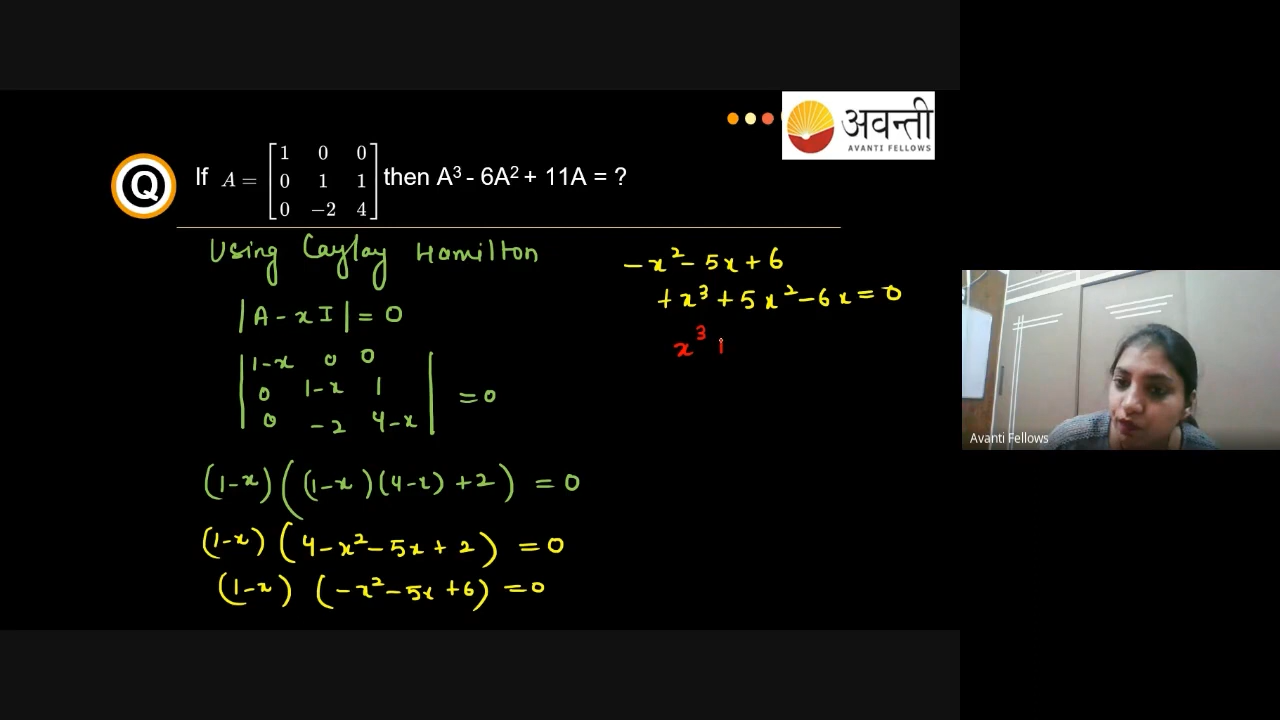 अवन्ती
AVANTI FELLOWS
Q If A = [1 0 0; 0 1 1; 0 −2 4] then A³ - 6A² + 11A = ?
Using Caylay Hamilton
|A - xI| = 0
|1-x 0 0
0 1-x 1
0 -2 4-x| = 0
(1-x) ((1-x)(4-x) + 2) = 0
(1-x) (4 - x² - 5x + 2) = 0
(1-x) (-x² - 5x + 6) = 0
-x² - 5x + 6
+ x³ + 5x² - 6x = 0
x³
Avanti Fellows